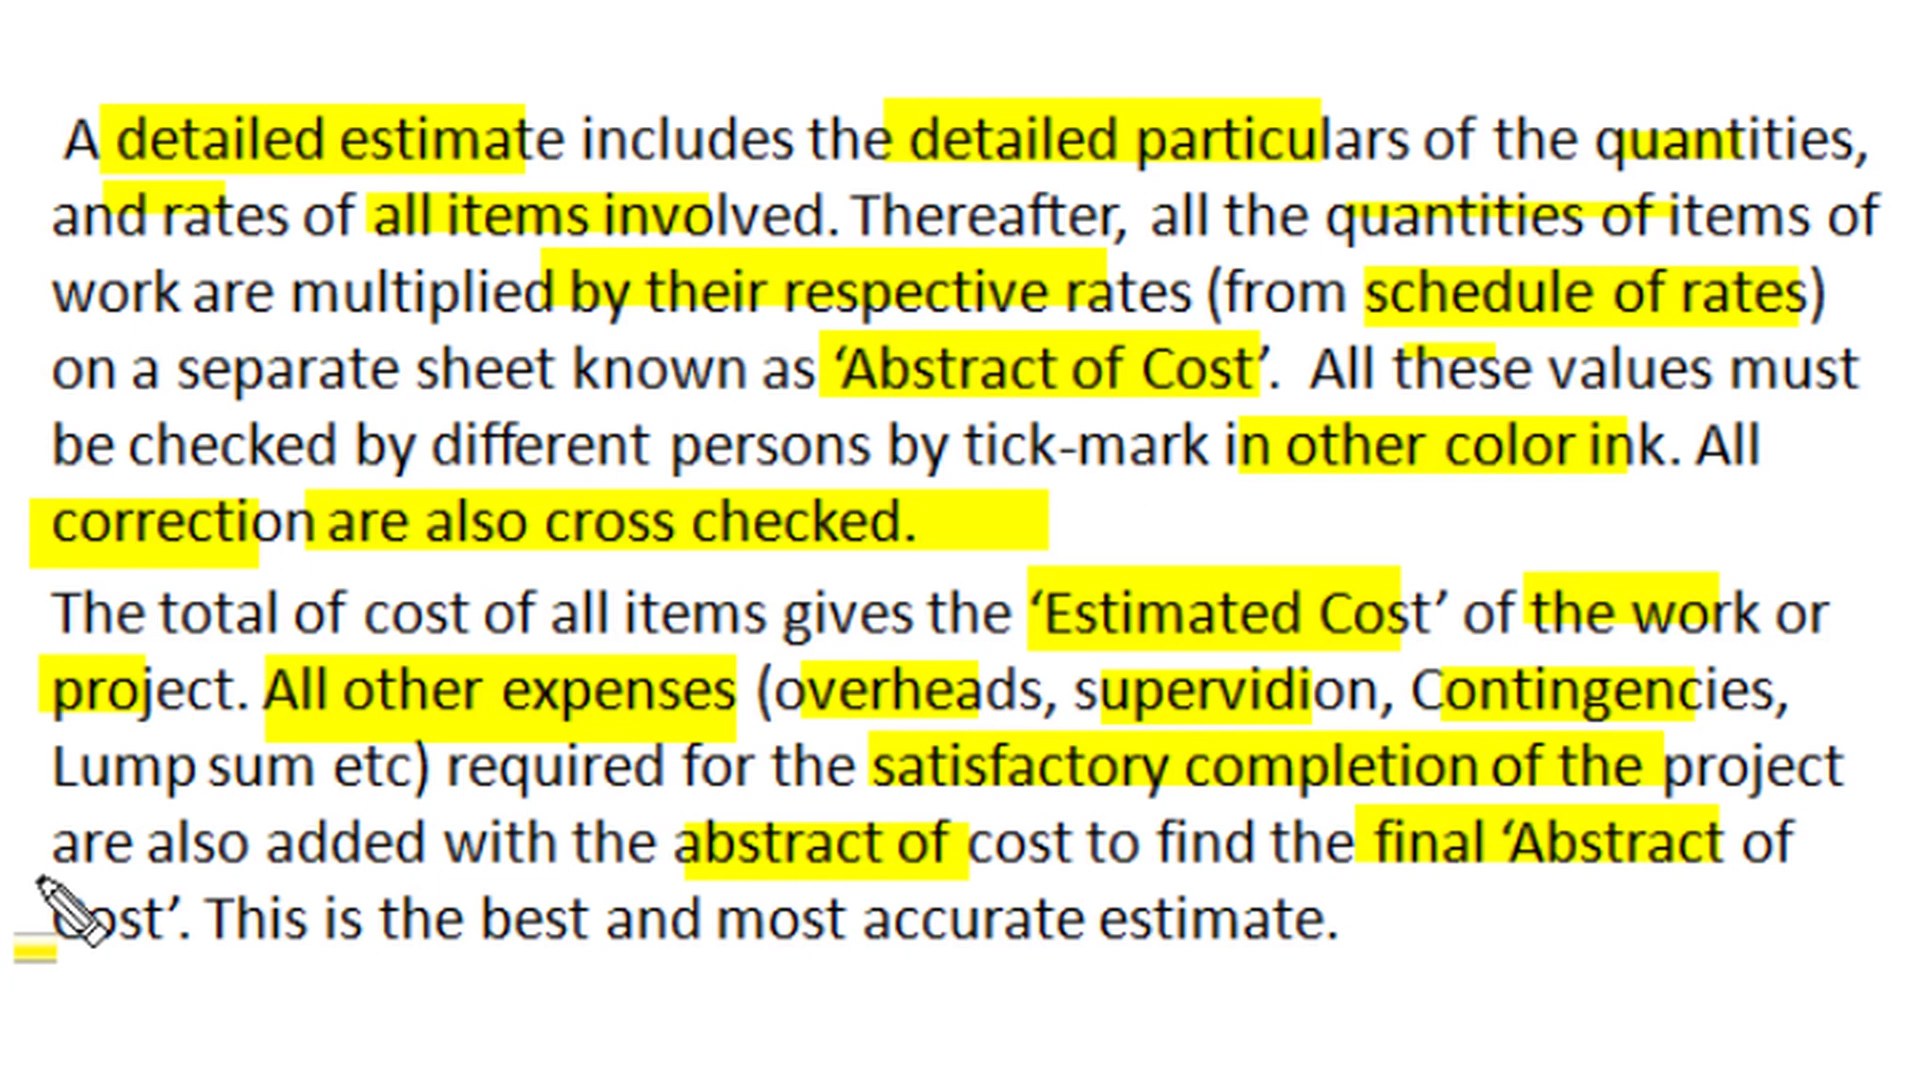 A detailed estimate includes the detailed particulars of the quantities,
and rates of all items involved. Thereafter, all the quantities of items of
work are multiplied by their respective rates (from schedule of rates)
on a separate sheet known as ‘Abstract of Cost’. All these values must
be checked by different persons by tick-mark in other color ink. All
correction are also cross checked.
The total of cost of all items gives the ‘Estimated Cost’ of the work or
project. All other expenses (overheads, supervidion, Contingencies,
Lump sum etc) required for the satisfactory completion of the project
are also added with the abstract of cost to find the final ‘Abstract of
Cost’. This is the best and most accurate estimate.